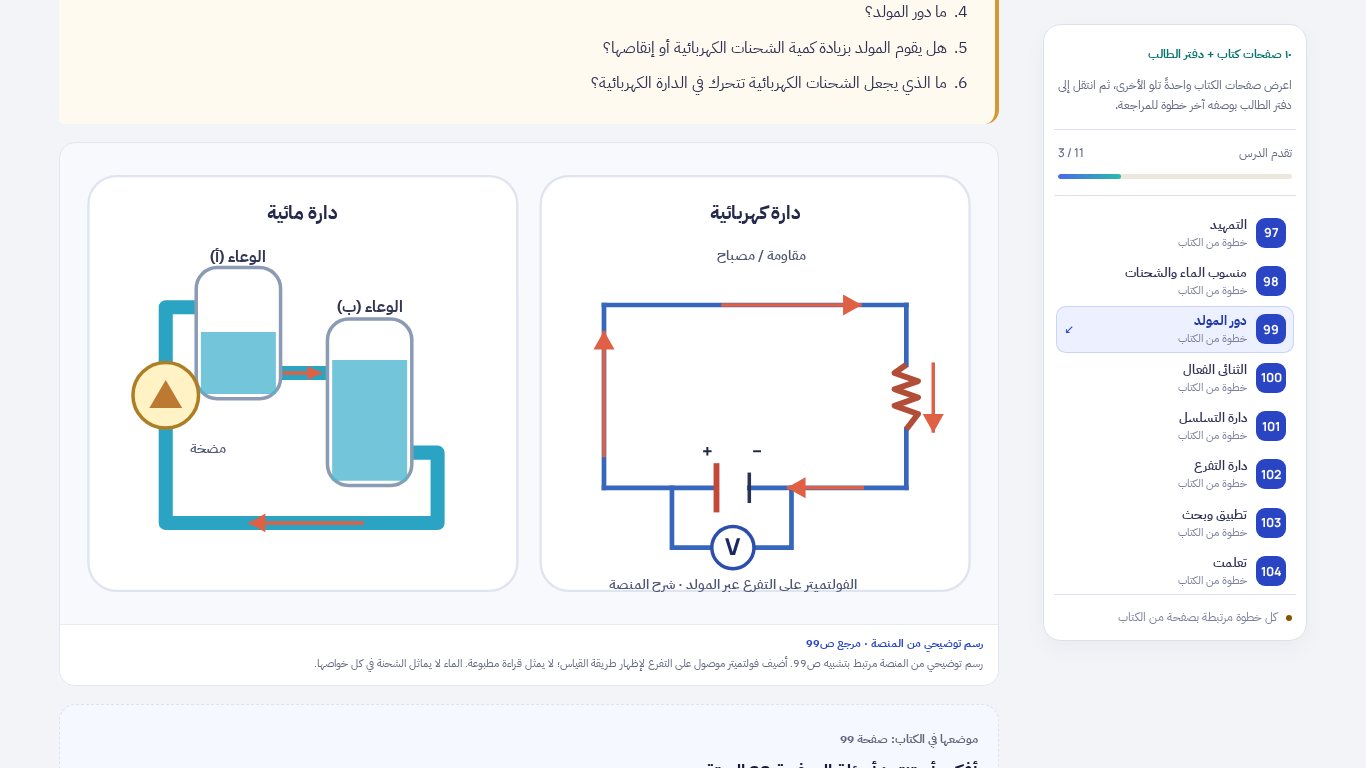 4. ما دور المولد؟
5. هل يقوم المولد بزيادة كمية الشحنات الكهربائية أو إنقاصها؟
6. ما الذي يجعل الشحنات الكهربائية تتحرك في الدارة الكهربائية؟
دارة كهربائية
مقاومة / مصباح
+ −
V
الفولتميتر على التفرع عبر المولد · شرح المنصة
دارة مائية
الوعاء (أ)
الوعاء (ب)
مضخة
رسم توضيحي من المنصة · مرجع ص99
رسم توضيحي من المنصة مرتبط بتشبيه ص99. أضيف فولتميتر موصول على التفرع لإظهار طريقة القياس؛ لا يمثل قراءة مطبوعة. الماء لا يماثل الشحنة في كل خواصها.
موضعها في الكتاب: صفحة 99
١٠ صفحات كتاب + دفتر الطالب
اعرض صفحات الكتاب واحدةً تلو الأخرى، ثم انتقل إلى
دفتر الطالب بوصفه آخر خطوة للمراجعة.
تقدم الدرس
3 / 11
97
التمهيد
خطوة من الكتاب
98
منسوب الماء والشحنات
خطوة من الكتاب
99
دور المولد
خطوة من الكتاب
100
الثنائي الفعال
خطوة من الكتاب
101
دارة التسلسل
خطوة من الكتاب
102
دارة التفرع
خطوة من الكتاب
103
تطبيق وبحث
خطوة من الكتاب
104
تعلمت
خطوة من الكتاب
كل خطوة مرتبطة بصفحة من الكتاب